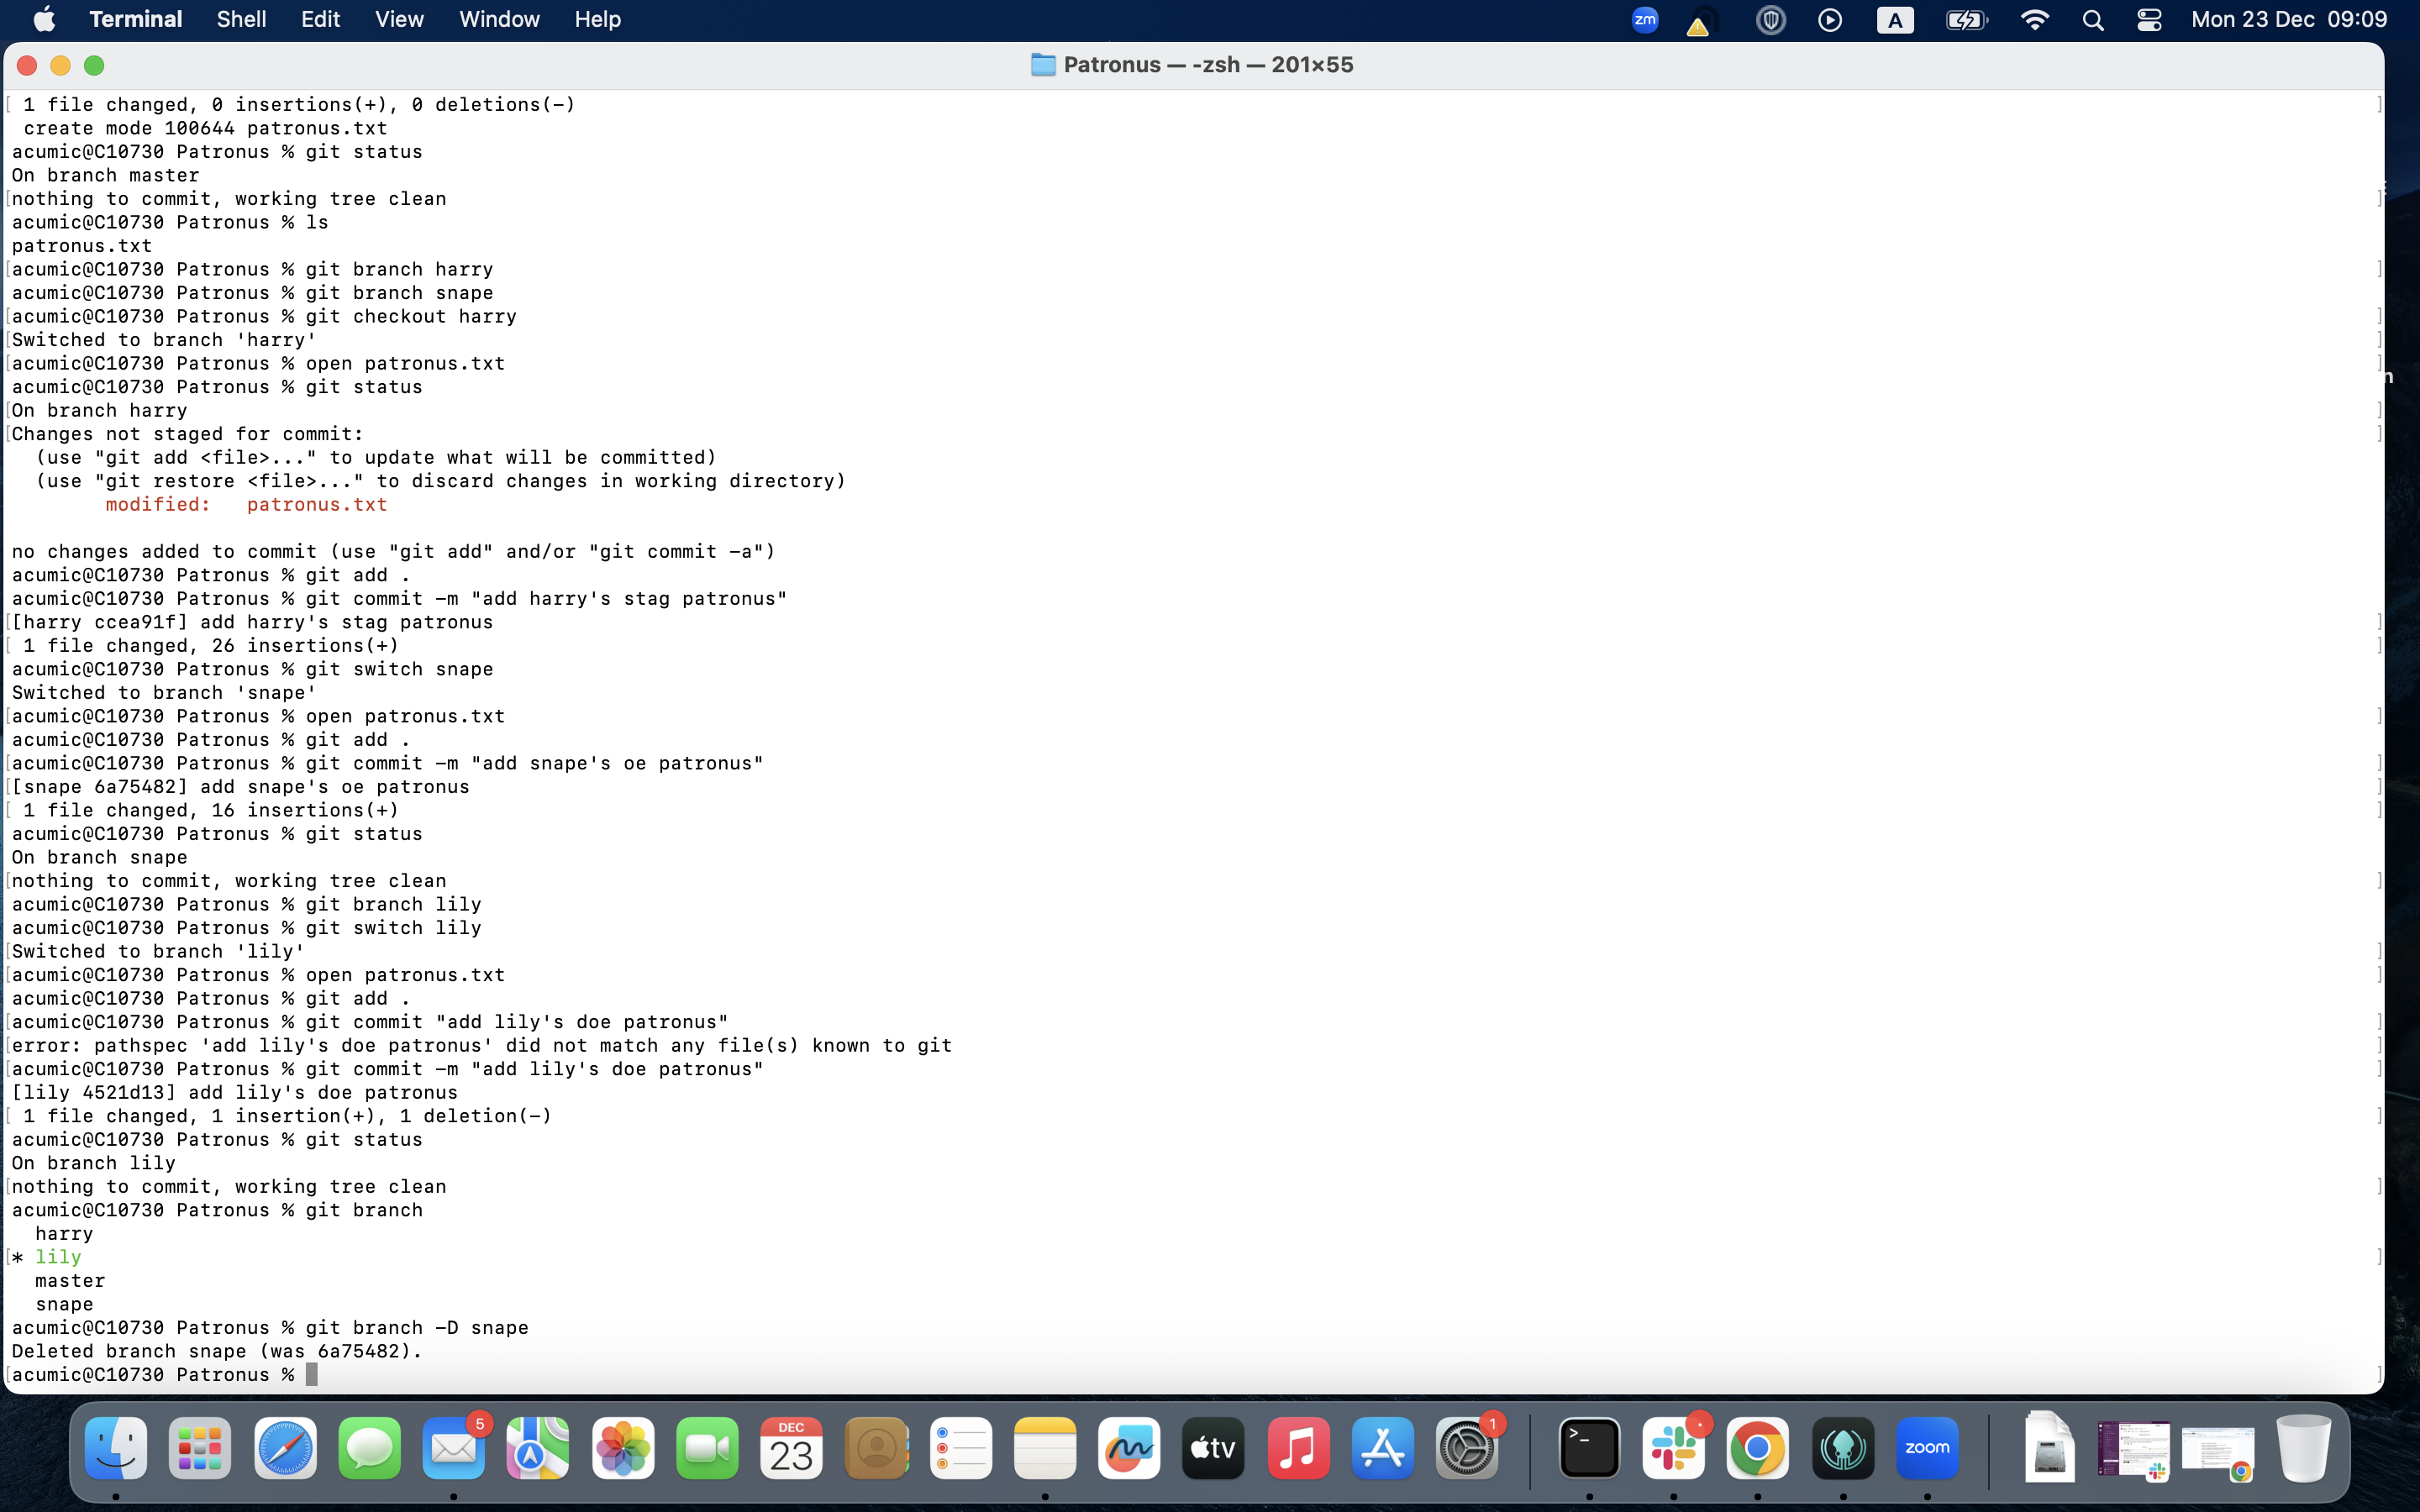 Terminal Shell Edit View Window Help zm A Mon 23 Dec 09:09
Patronus — -zsh — 201×55
[ 1 file changed, 0 insertions(+), 0 deletions(-) ]
create mode 100644 patronus.txt
acumic@C10730 Patronus % git status
On branch master
[nothing to commit, working tree clean ]
acumic@C10730 Patronus % ls
patronus.txt
[acumic@C10730 Patronus % git branch harry ]
acumic@C10730 Patronus % git branch snape
[acumic@C10730 Patronus % git checkout harry ]
[Switched to branch 'harry' ]
[acumic@C10730 Patronus % open patronus.txt ]
acumic@C10730 Patronus % git status
[On branch harry ]
[Changes not staged for commit: ]
(use "git add <file>..." to update what will be committed)
(use "git restore <file>..." to discard changes in working directory)
modified: patronus.txt
no changes added to commit (use "git add" and/or "git commit -a")
acumic@C10730 Patronus % git add .
acumic@C10730 Patronus % git commit -m "add harry's stag patronus"
[[harry ccea91f] add harry's stag patronus ]
[ 1 file changed, 26 insertions(+) ]
acumic@C10730 Patronus % git switch snape
Switched to branch 'snape'
[acumic@C10730 Patronus % open patronus.txt ]
acumic@C10730 Patronus % git add .
[acumic@C10730 Patronus % git commit -m "add snape's oe patronus" ]
[[snape 6a75482] add snape's oe patronus ]
[ 1 file changed, 16 insertions(+) ]
acumic@C10730 Patronus % git status
On branch snape
[nothing to commit, working tree clean ]
acumic@C10730 Patronus % git branch lily
acumic@C10730 Patronus % git switch lily
[Switched to branch 'lily' ]
[acumic@C10730 Patronus % open patronus.txt ]
acumic@C10730 Patronus % git add .
[acumic@C10730 Patronus % git commit "add lily's doe patronus" ]
[error: pathspec 'add lily's doe patronus' did not match any file(s) known to git ]
[acumic@C10730 Patronus % git commit -m "add lily's doe patronus" ]
[lily 4521d13] add lily's doe patronus
[ 1 file changed, 1 insertion(+), 1 deletion(-) ]
acumic@C10730 Patronus % git status
On branch lily
[nothing to commit, working tree clean ]
acumic@C10730 Patronus % git branch
harry
[* lily ]
master
snape
acumic@C10730 Patronus % git branch -D snape
Deleted branch snape (was 6a75482).
[acumic@C10730 Patronus % ]
5 DEC 23 tv 1 >_ zoom